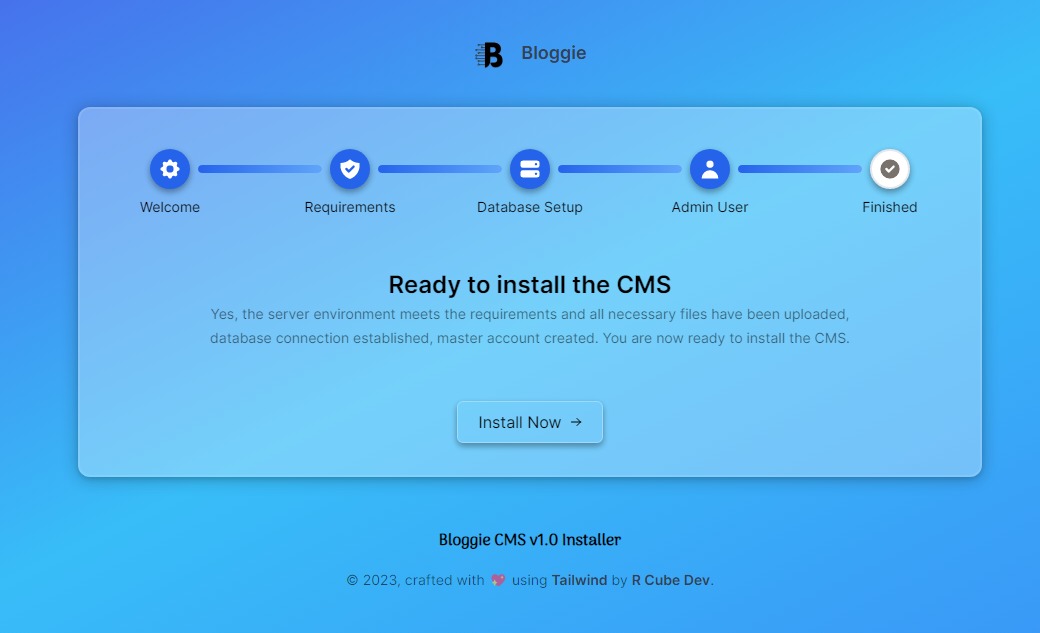 Bloggie
Welcome
Requirements
Database Setup
Admin User
Finished
Ready to install the CMS
Yes, the server environment meets the requirements and all necessary files have been uploaded,
database connection established, master account created. You are now ready to install the CMS.
Install Now →
Bloggie CMS v1.0 Installer
© 2023, crafted with 💖 using Tailwind by R Cube Dev.